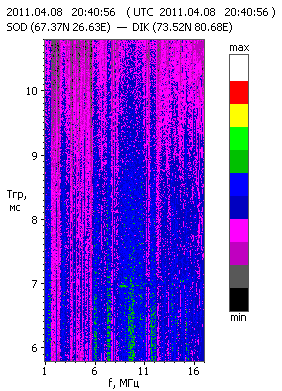 2011.04.08 20:40:56 (UTC 2011.04.08 20:40:56)
SOD (67.37N 26.63E) — DIK (73.52N 80.68E)
max
10
9
Tгр,
мс
8
7
6
min
1 6 11 16
f, МГц